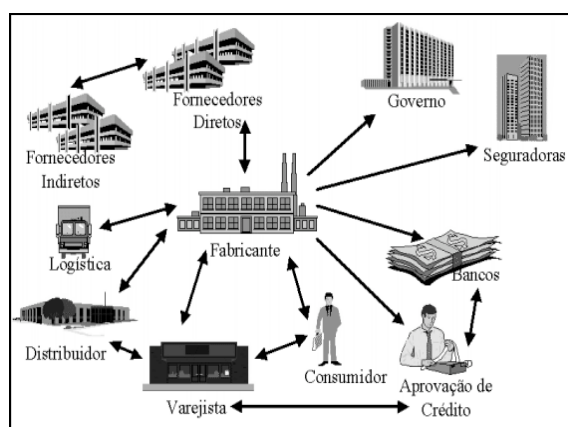 Fornecedores
Diretos
Governo
Fornecedores
Indiretos
Seguradoras
Logística
Fabricante
Bancos
Distribuidor
Varejista
Consumidor
Aprovação de
Crédito